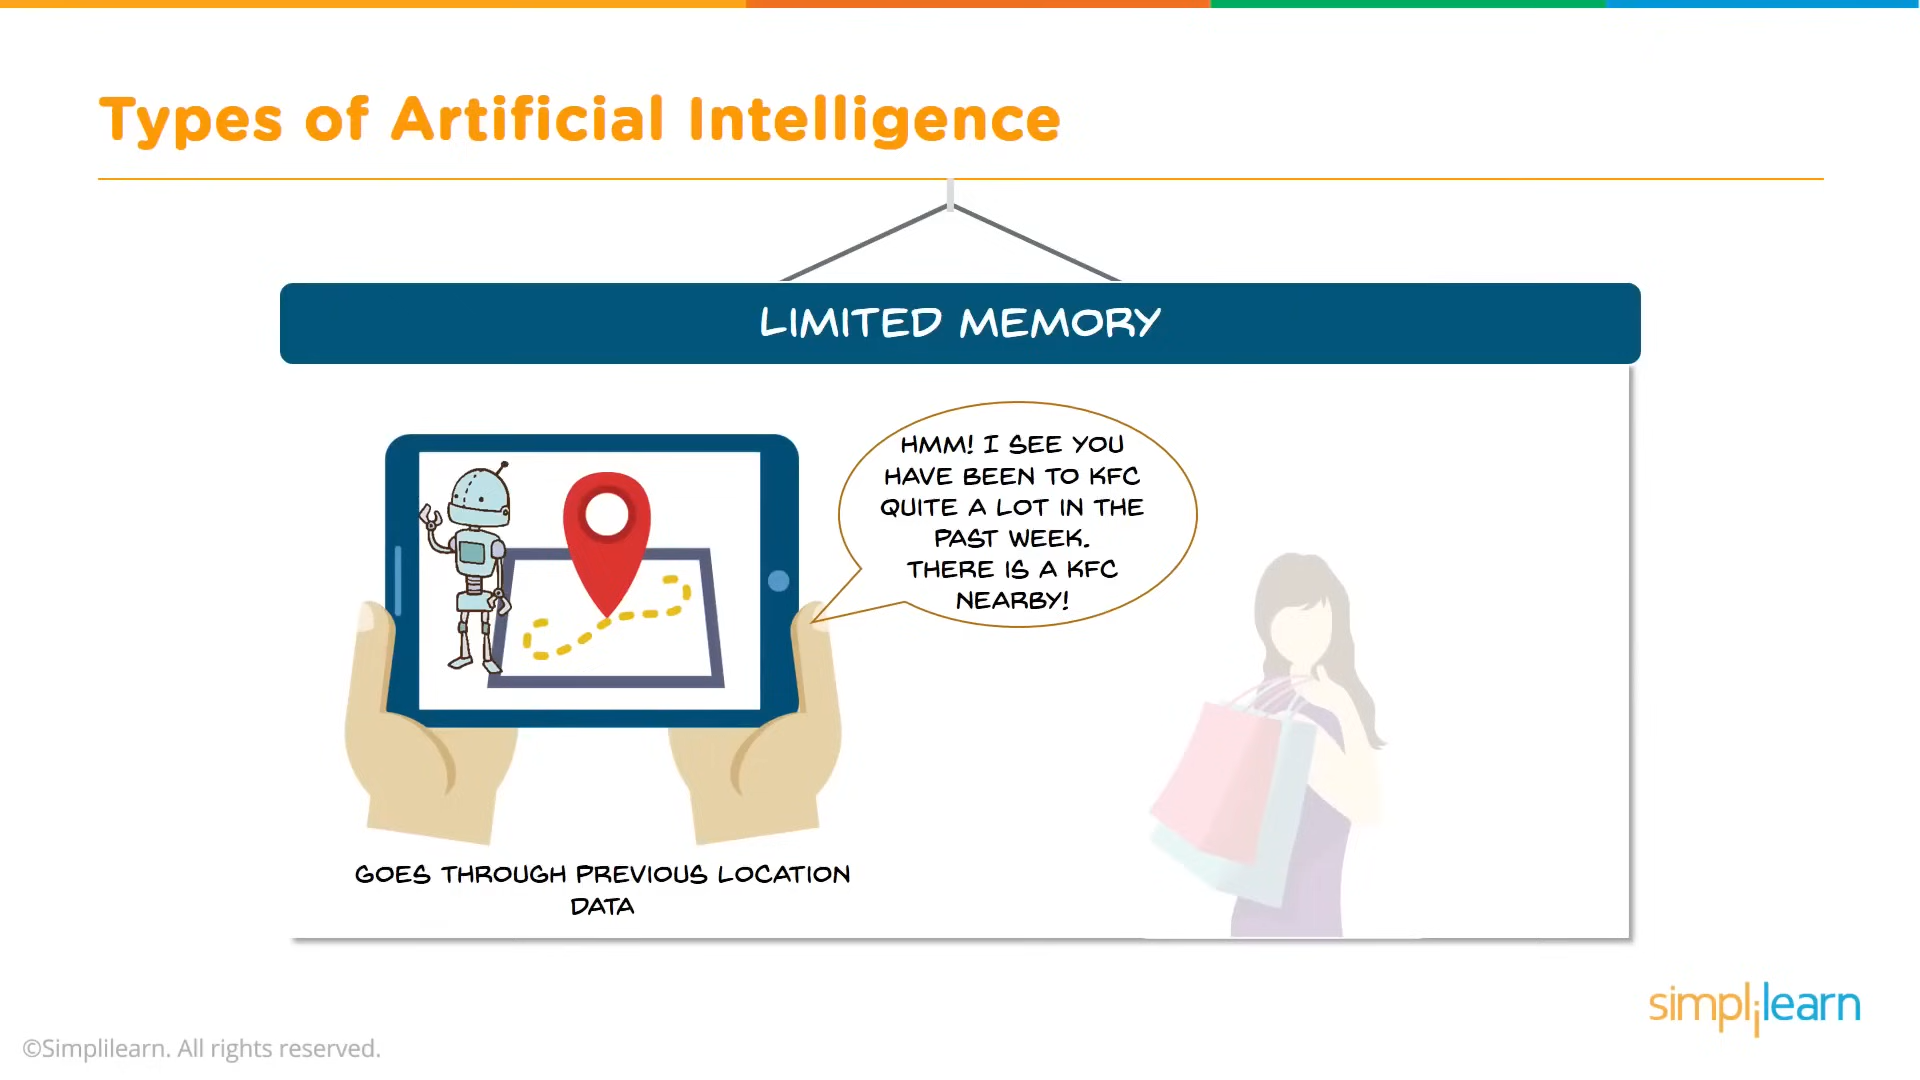 Types of Artificial Intelligence
LIMITED MEMORY
HMM! I SEE YOU
HAVE BEEN TO KFC
QUITE A LOT IN THE
PAST WEEK.
THERE IS A KFC
NEARBY!
GOES THROUGH PREVIOUS LOCATION
DATA
simplilearn
©Simplilearn. All rights reserved.